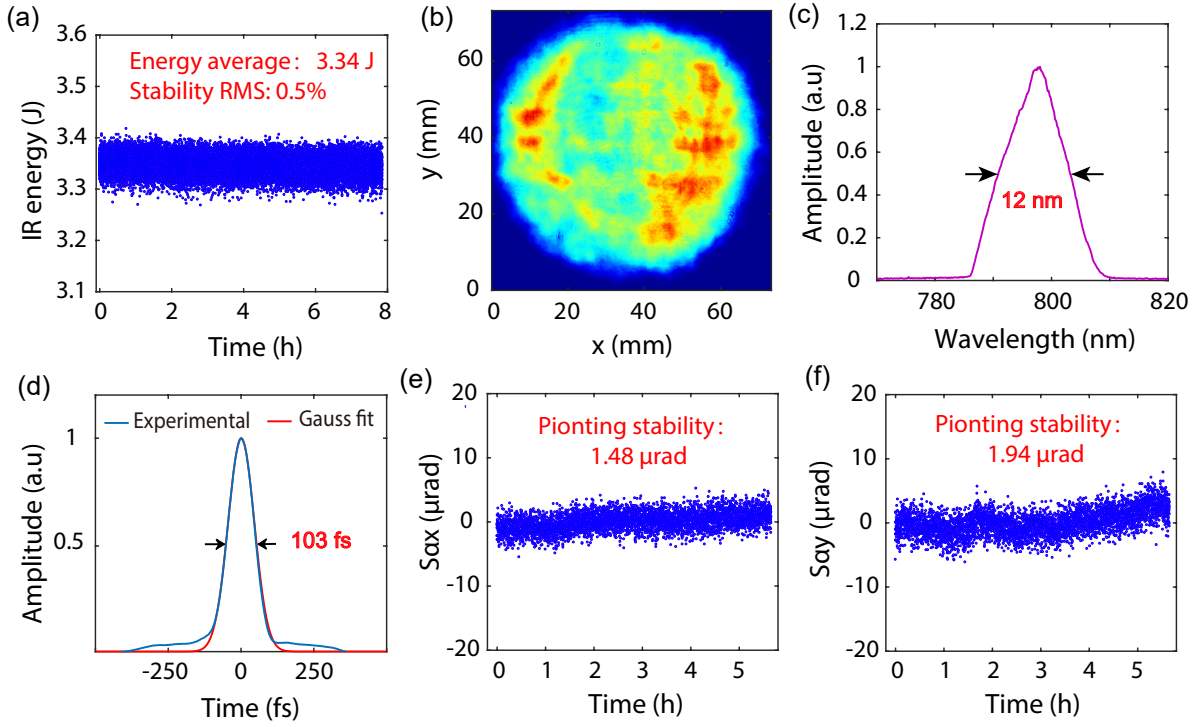 (a)
3.6
3.5
3.4
3.3
3.2
3.1
IR energy (J)
Energy average : 3.34 J
Stability RMS: 0.5%
0 2 4 6 8
Time (h)
(b)
70
60
50
40
30
20
10
0
y (mm)
0 20 40 60
x (mm)
(c)
1.2
1
0.8
0.6
0.4
0.2
0
Amplitude (a.u)
12 nm
780 800 820
Wavelength (nm)
(d)
Experimental Gauss fit
1
0.5
Amplitude (a.u)
103 fs
-250 0 250
Time (fs)
(e)
20
10
0
-10
-20
Sαx (μrad)
Pionting stability :
1.48 μrad
0 1 2 3 4 5
Time (h)
(f)
20
10
0
-10
-20
Sαy (μrad)
Pionting stability :
1.94 μrad
0 1 2 3 4 5
Time (h)